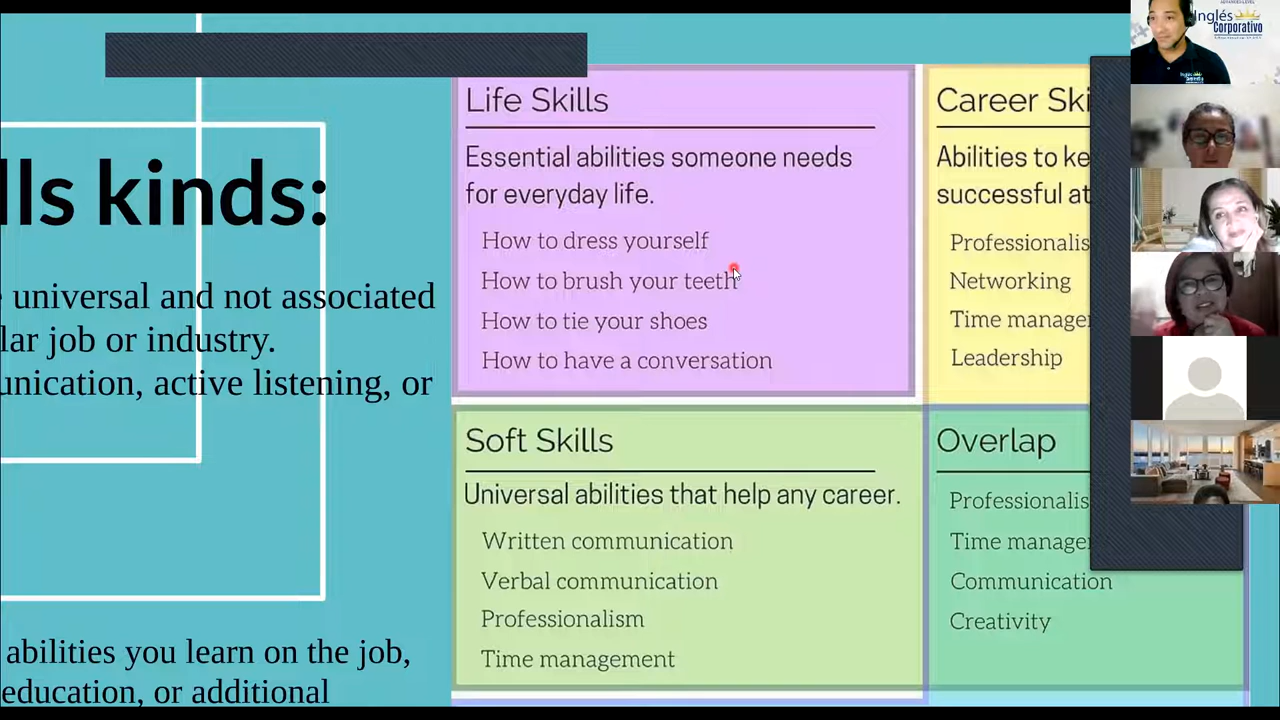 lls kinds:
universal and not associated
lar job or industry.
unication, active listening, or
abilities you learn on the job,
education, or additional
Life Skills
Essential abilities someone needs
for everyday life.
How to dress yourself
How to brush your teeth
How to tie your shoes
How to have a conversation
Career Ski
Abilities to ke
successful at
Professionalis
Networking
Time manage
Leadership
Soft Skills
Universal abilities that help any career.
Written communication
Verbal communication
Professionalism
Time management
Overlap
Professionalis
Time manage
Communication
Creativity
Inglés
Corporativo